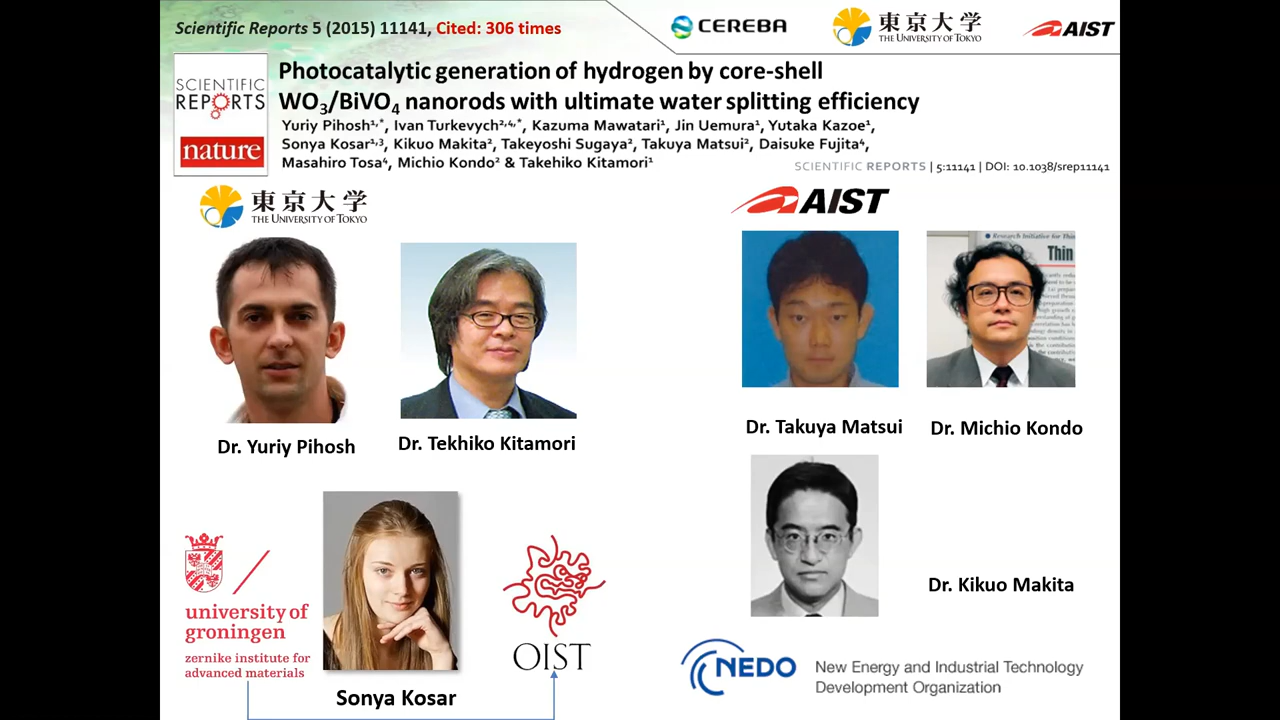 Scientific Reports 5 (2015) 11141, Cited: 306 times
CEREBA
東京大学
THE UNIVERSITY OF TOKYO
AIST
SCIENTIFIC
REPORTS
nature
Photocatalytic generation of hydrogen by core-shell
WO₃/BiVO₄ nanorods with ultimate water splitting efficiency
Yuriy Pihosh¹,*, Ivan Turkevych²,⁴,*, Kazuma Mawatari¹, Jin Uemura¹, Yutaka Kazoe¹,
Sonya Kosar¹,³, Kikuo Makita², Takeyoshi Sugaya², Takuya Matsui², Daisuke Fujita⁴,
Masahiro Tosa⁴, Michio Kondo² & Takehiko Kitamori¹
SCIENTIFIC REPORTS | 5:11141 | DOI: 10.1038/srep11141
東京大学
THE UNIVERSITY OF TOKYO
AIST
Research Initiative for Thi
Thin
Dr. Yuriy Pihosh
Dr. Tekhiko Kitamori
Dr. Takuya Matsui
Dr. Michio Kondo
university of
groningen
zernike institute for
advanced materials
Sonya Kosar
OIST
Dr. Kikuo Makita
NEDO
New Energy and Industrial Technology
Development Organization